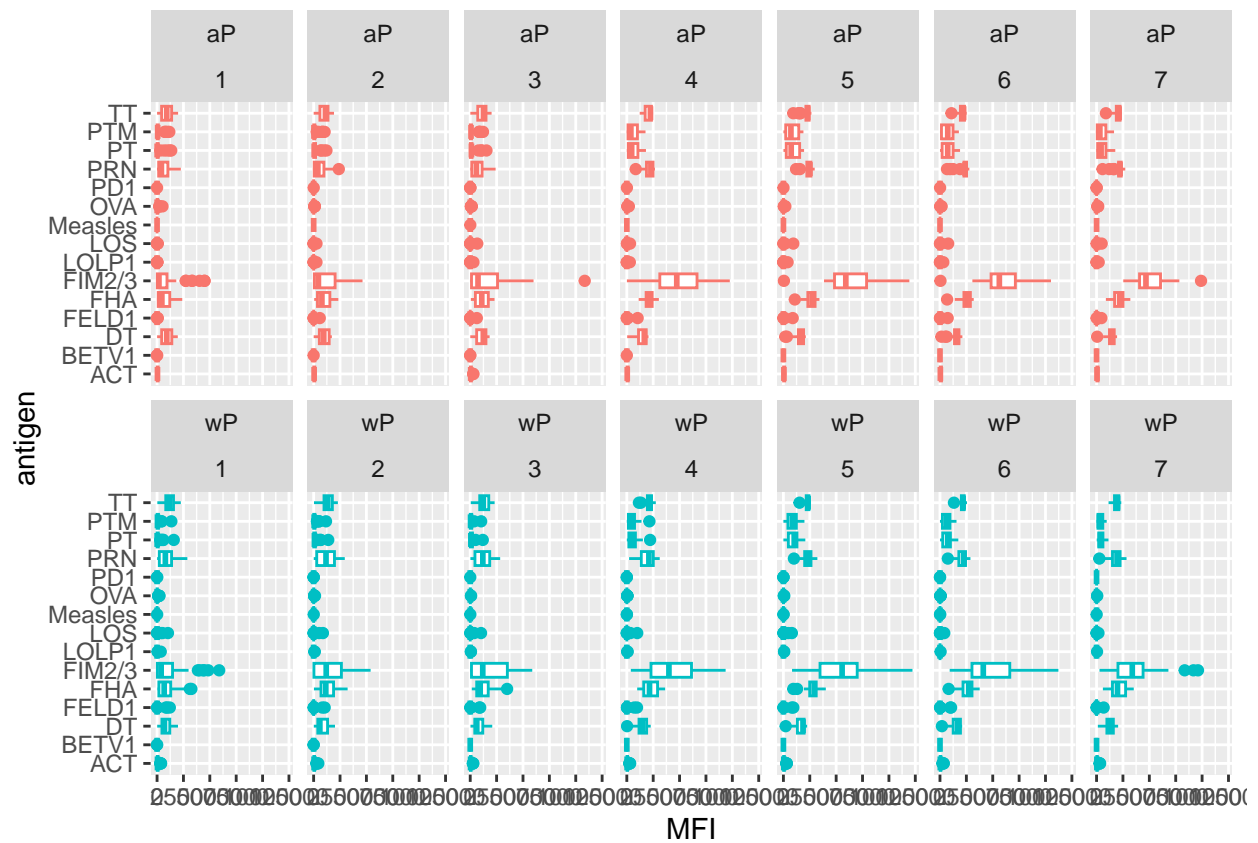 aP aP aP aP aP aP aP
1 2 3 4 5 6 7
TT
PTM
PT
PRN
PD1
OVA
Measles
LOS
LOLP1
FIM2/3
FHA
FELD1
DT
BETV1
ACT
wP wP wP wP wP wP wP
1 2 3 4 5 6 7
TT
PTM
PT
PRN
PD1
OVA
Measles
LOS
LOLP1
FIM2/3
FHA
FELD1
DT
BETV1
ACT
antigen
MFI